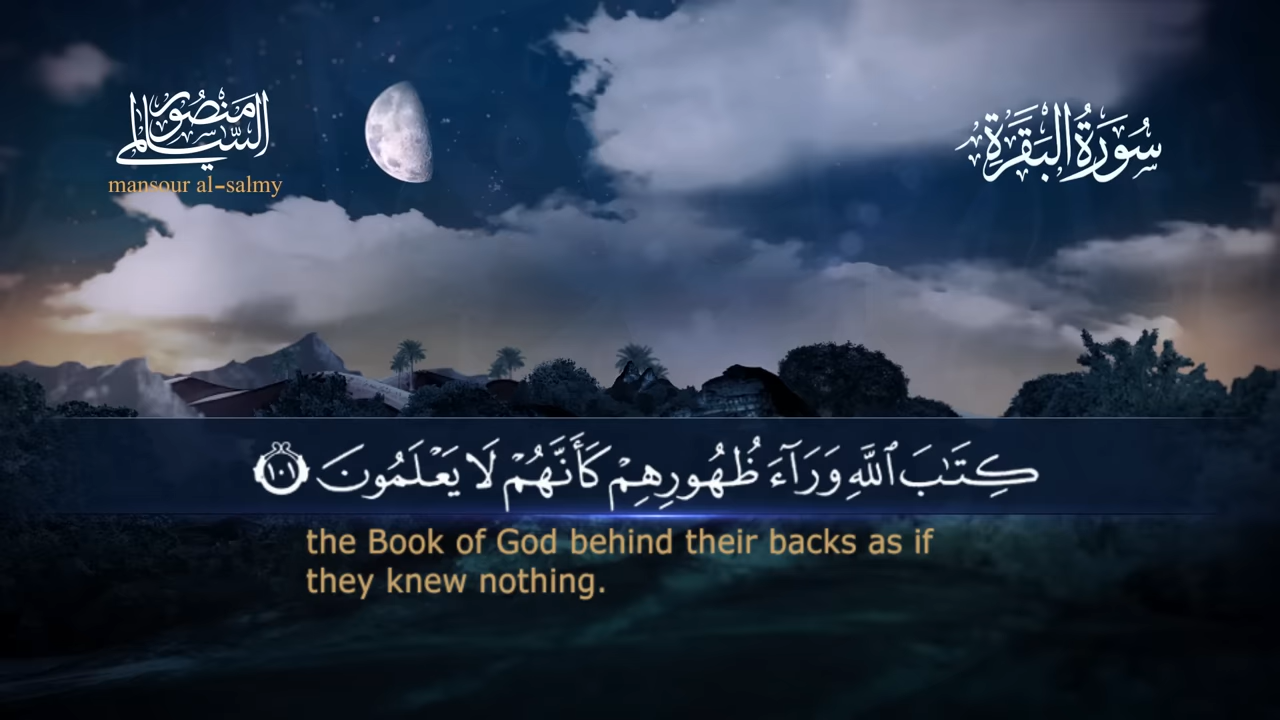 منصور
السالمي
mansour al-salmy
سُورَةُ البَقَرَةِ
كِتَٰبَ ٱللَّهِ وَرَآءَ ظُهُورِهِمْ كَأَنَّهُمْ لَا يَعْلَمُونَ ١٠١
the Book of God behind their backs as if
they knew nothing.